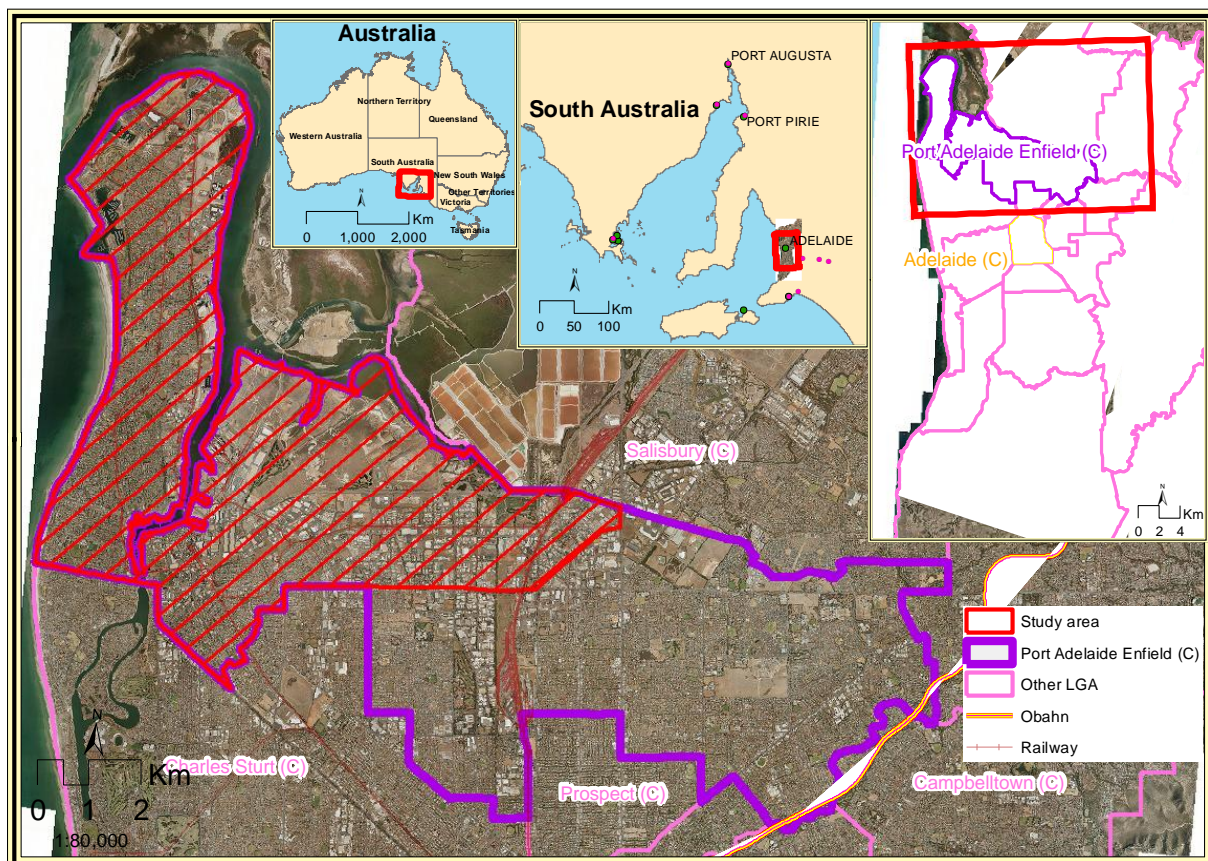 Australia
Northern Territory
Queensland
Western Australia
South Australia
New South Wales
Other Territories
Victoria
Tasmania
N
Km
0 1,000 2,000
South Australia
PORT AUGUSTA
PORT PIRIE
ADELAIDE
N
Km
0 50 100
Port Adelaide Enfield (C)
Adelaide (C)
N
Km
0 2 4
Salisbury (C)
Charles Sturt (C)
Prospect (C)
Campbelltown (C)
N
Km
0 1 2
1:80,000
Study area
Port Adelaide Enfield (C)
Other LGA
Obahn
Railway